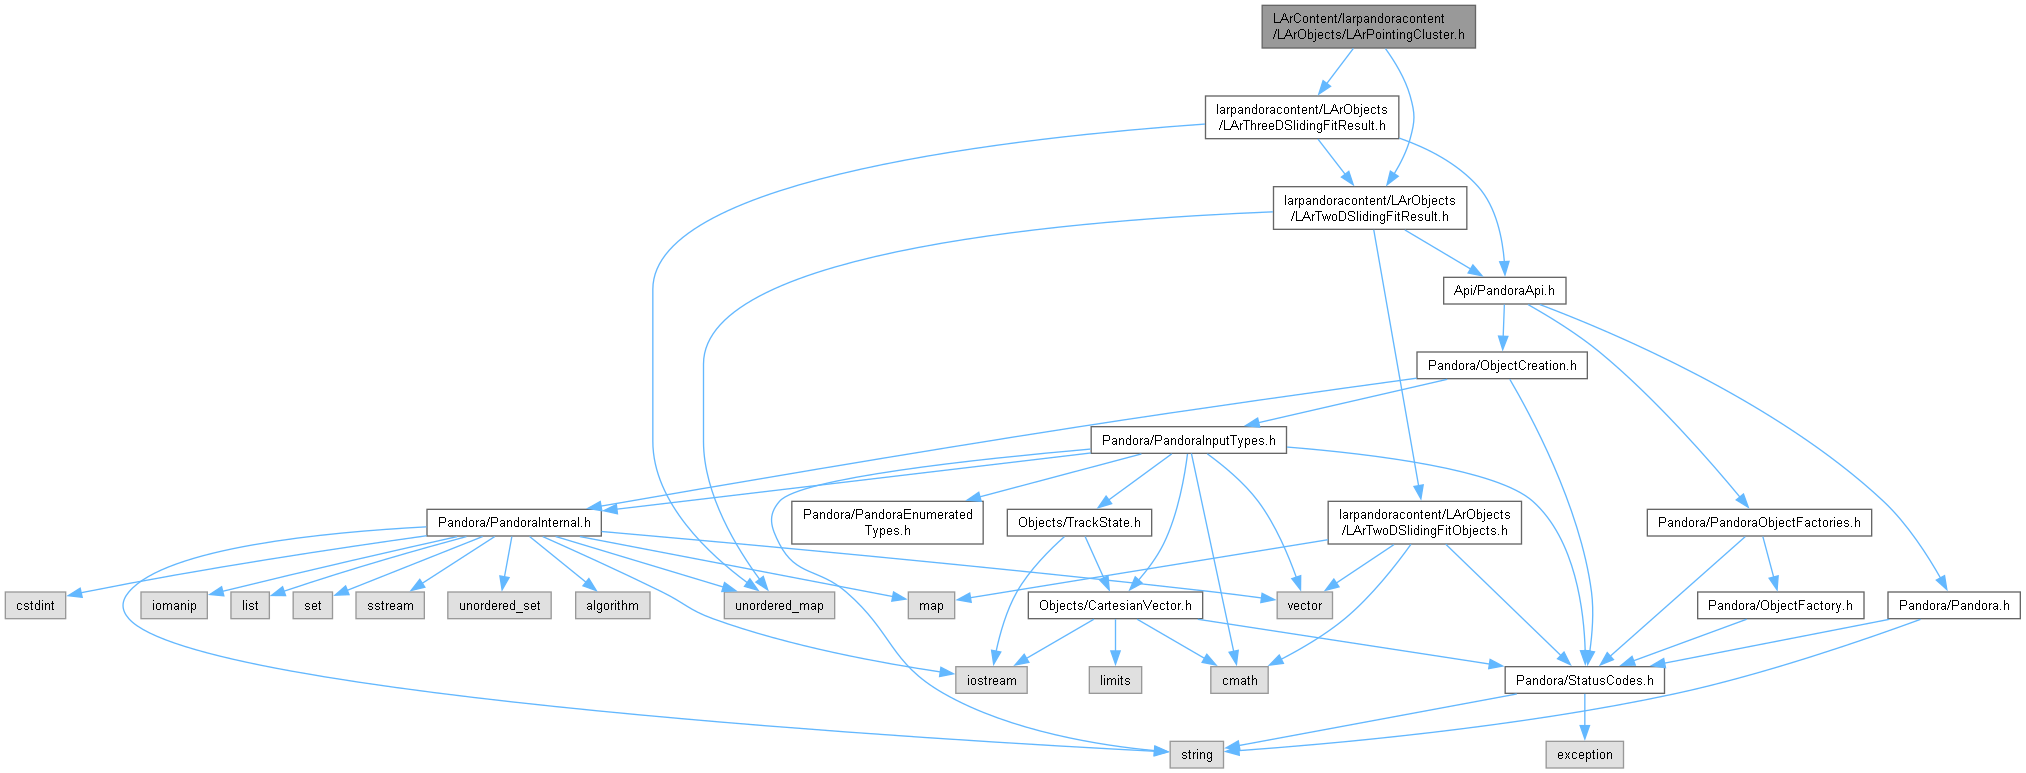 LArContent/larpandoracontent
/LArObjects/LArPointingCluster.h
larpandoracontent/LArObjects
/LArThreeDSlidingFitResult.h
larpandoracontent/LArObjects
/LArTwoDSlidingFitResult.h
Api/PandoraApi.h
Pandora/ObjectCreation.h
Pandora/PandoraInputTypes.h
Pandora/PandoraInternal.h
Pandora/PandoraEnumerated
Types.h
Objects/TrackState.h
larpandoracontent/LArObjects
/LArTwoDSlidingFitObjects.h
Pandora/PandoraObjectFactories.h
cstdint
iomanip
list
set
sstream
unordered_set
algorithm
unordered_map
map
Objects/CartesianVector.h
vector
Pandora/ObjectFactory.h
Pandora/Pandora.h
iostream
limits
cmath
Pandora/StatusCodes.h
string
exception